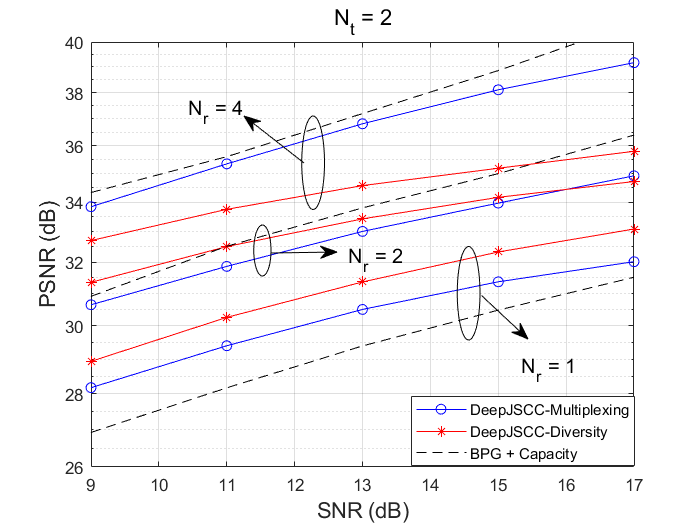 N_t = 2
40
38
36
34
32
30
28
26
PSNR (dB)
N_r = 4
N_r = 2
N_r = 1
DeepJSCC-Multiplexing
DeepJSCC-Diversity
BPG + Capacity
9 10 11 12 13 14 15 16 17
SNR (dB)